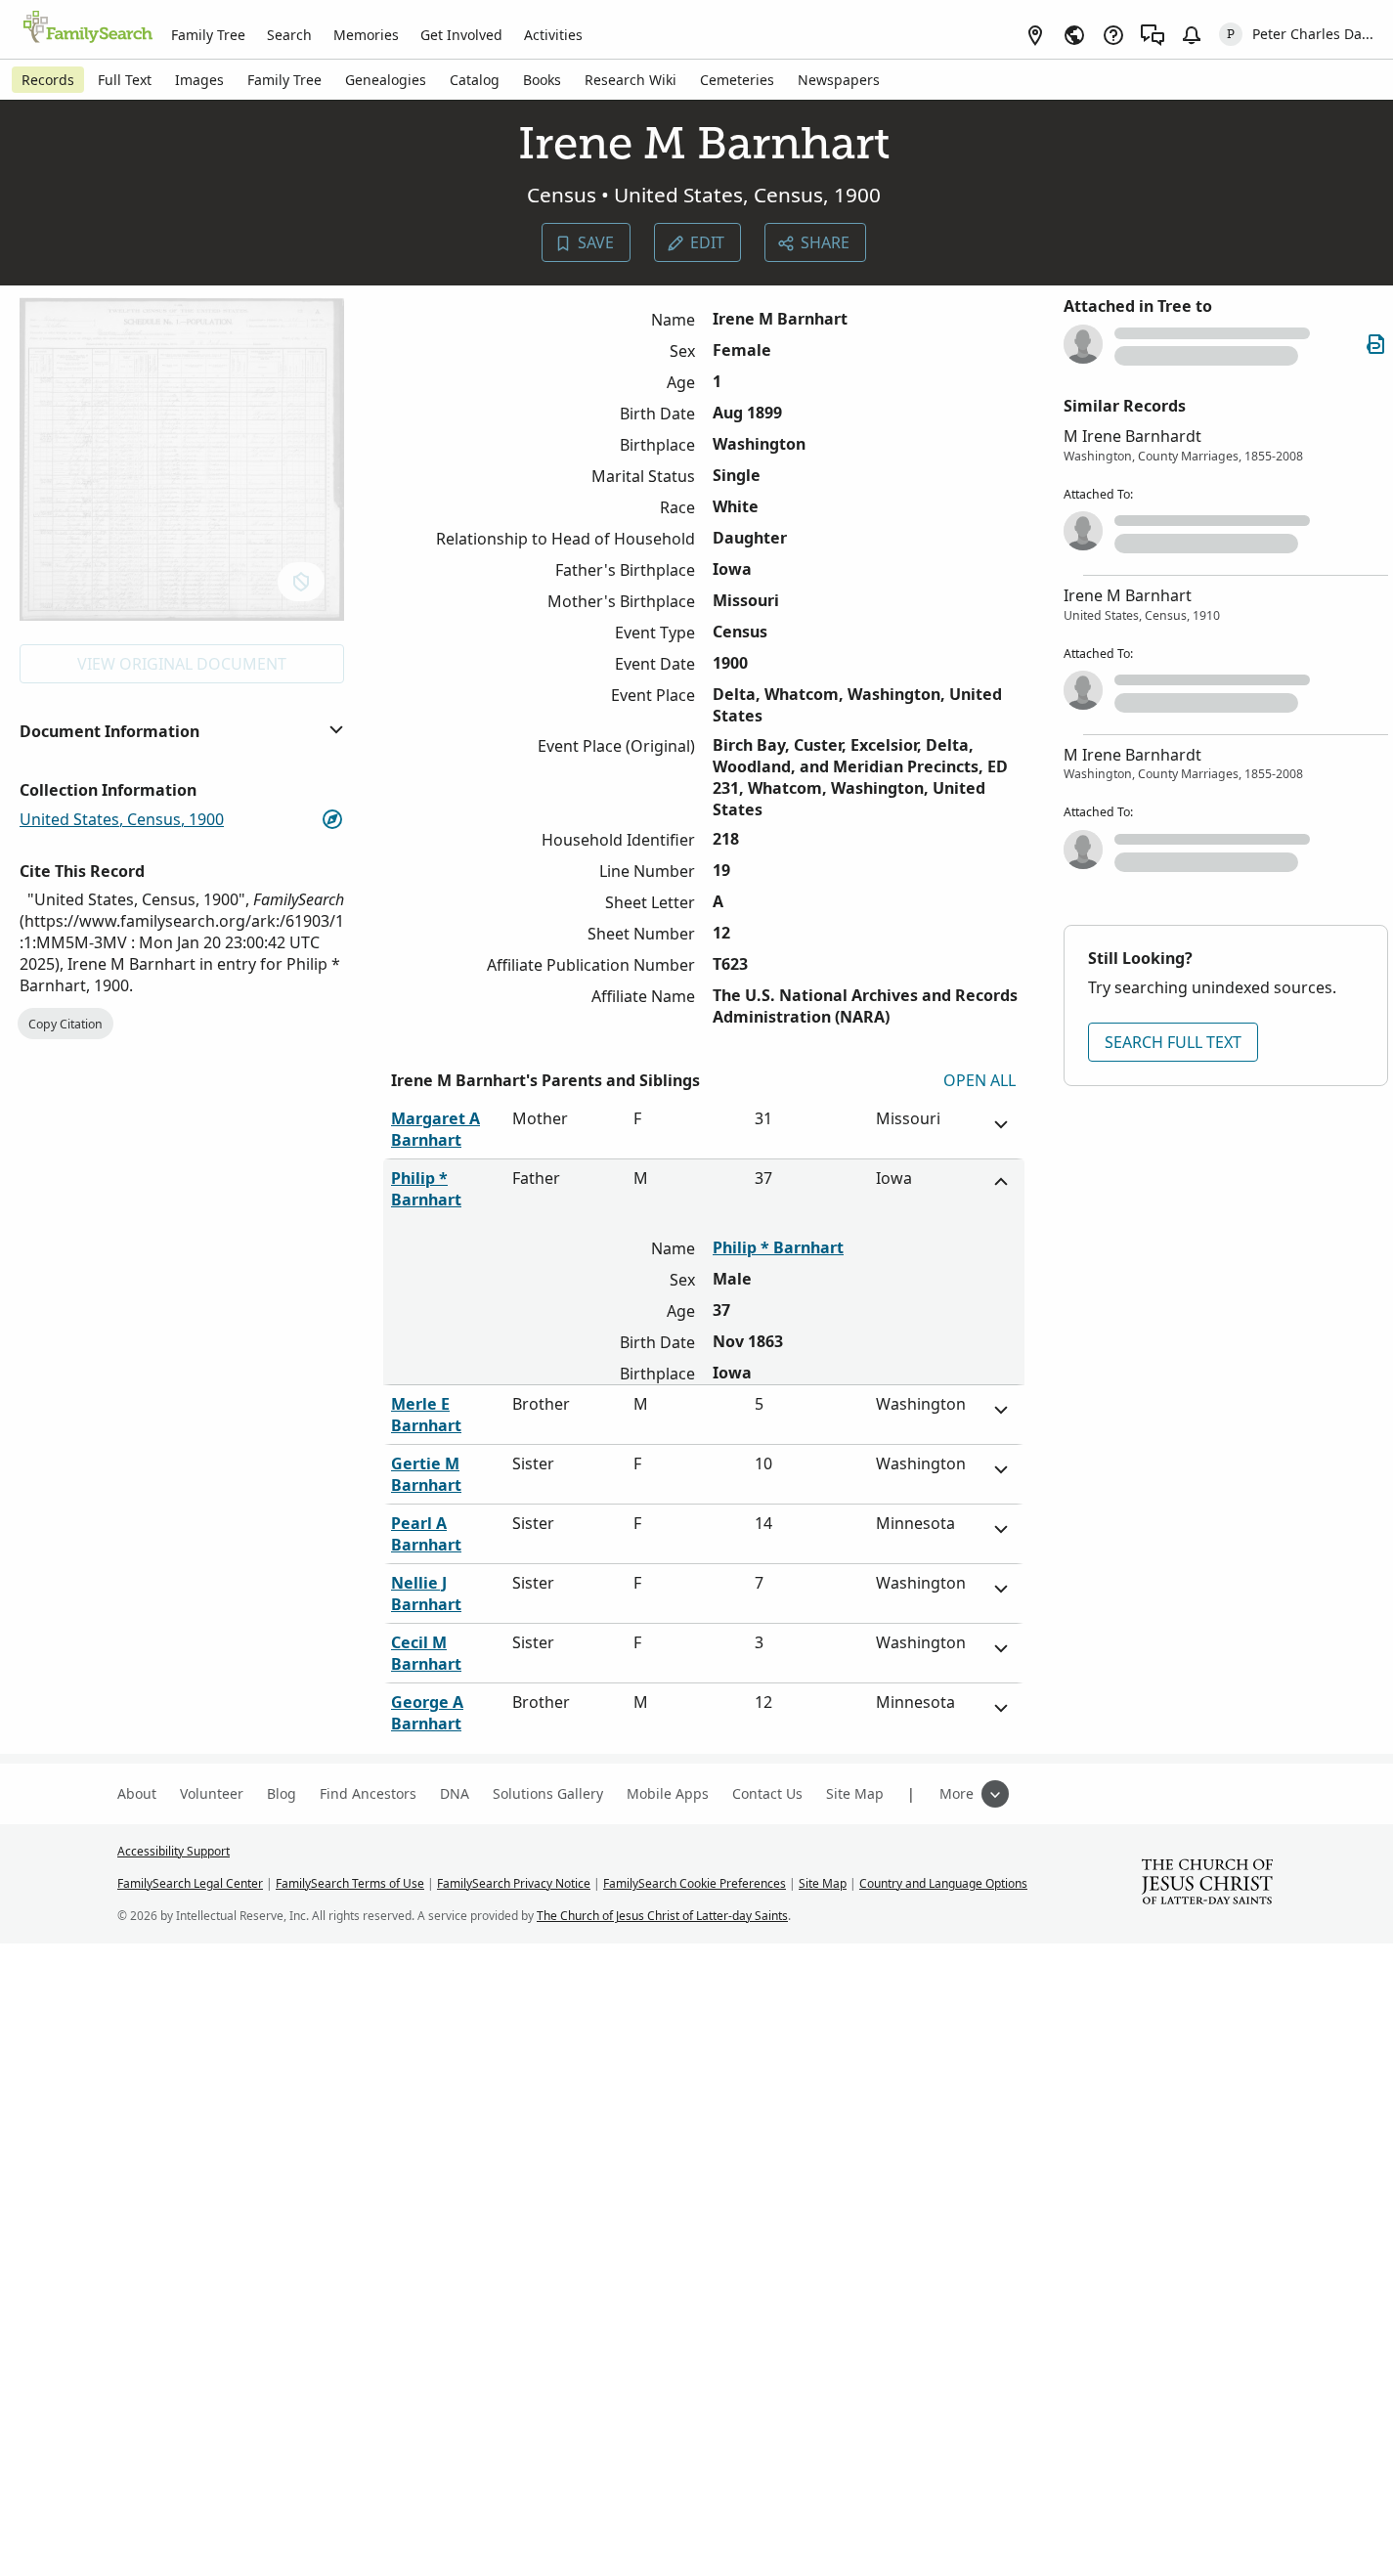 FamilySearch Family Tree Search Memories Get Involved Activities P Peter Charles Da...
Records Full Text Images Family Tree Genealogies Catalog Books Research Wiki Cemeteries Newspapers
Irene M Barnhart
Census • United States, Census, 1900
SAVE EDIT SHARE
SCHEDULE No. 1.—POPULATION
VIEW ORIGINAL DOCUMENT
Document Information
Collection Information
United States, Census, 1900
Cite This Record
"United States, Census, 1900", FamilySearch
(https://www.familysearch.org/ark:/61903/1
:1:MM5M-3MV : Mon Jan 20 23:00:42 UTC
2025), Irene M Barnhart in entry for Philip *
Barnhart, 1900.
Copy Citation
Name Irene M Barnhart
Sex Female
Age 1
Birth Date Aug 1899
Birthplace Washington
Marital Status Single
Race White
Relationship to Head of Household Daughter
Father's Birthplace Iowa
Mother's Birthplace Missouri
Event Type Census
Event Date 1900
Event Place Delta, Whatcom, Washington, United
States
Event Place (Original) Birch Bay, Custer, Excelsior, Delta,
Woodland, and Meridian Precincts, ED
231, Whatcom, Washington, United
States
Household Identifier 218
Line Number 19
Sheet Letter A
Sheet Number 12
Affiliate Publication Number T623
Affiliate Name The U.S. National Archives and Records
Administration (NARA)
Irene M Barnhart's Parents and Siblings OPEN ALL
Margaret A Mother F 31 Missouri
Barnhart
Philip * Father M 37 Iowa
Barnhart
Name Philip * Barnhart
Sex Male
Age 37
Birth Date Nov 1863
Birthplace Iowa
Merle E Brother M 5 Washington
Barnhart
Gertie M Sister F 10 Washington
Barnhart
Pearl A Sister F 14 Minnesota
Barnhart
Nellie J Sister F 7 Washington
Barnhart
Cecil M Sister F 3 Washington
Barnhart
George A Brother M 12 Minnesota
Barnhart
Attached in Tree to
Similar Records
M Irene Barnhardt
Washington, County Marriages, 1855-2008
Attached To:
Irene M Barnhart
United States, Census, 1910
Attached To:
M Irene Barnhardt
Washington, County Marriages, 1855-2008
Attached To:
Still Looking?
Try searching unindexed sources.
SEARCH FULL TEXT
About Volunteer Blog Find Ancestors DNA Solutions Gallery Mobile Apps Contact Us Site Map | More
Accessibility Support
FamilySearch Legal Center | FamilySearch Terms of Use | FamilySearch Privacy Notice | FamilySearch Cookie Preferences | Site Map | Country and Language Options
© 2026 by Intellectual Reserve, Inc. All rights reserved. A service provided by The Church of Jesus Christ of Latter-day Saints.
THE CHURCH OF
JESUS CHRIST
OF LATTER-DAY SAINTS